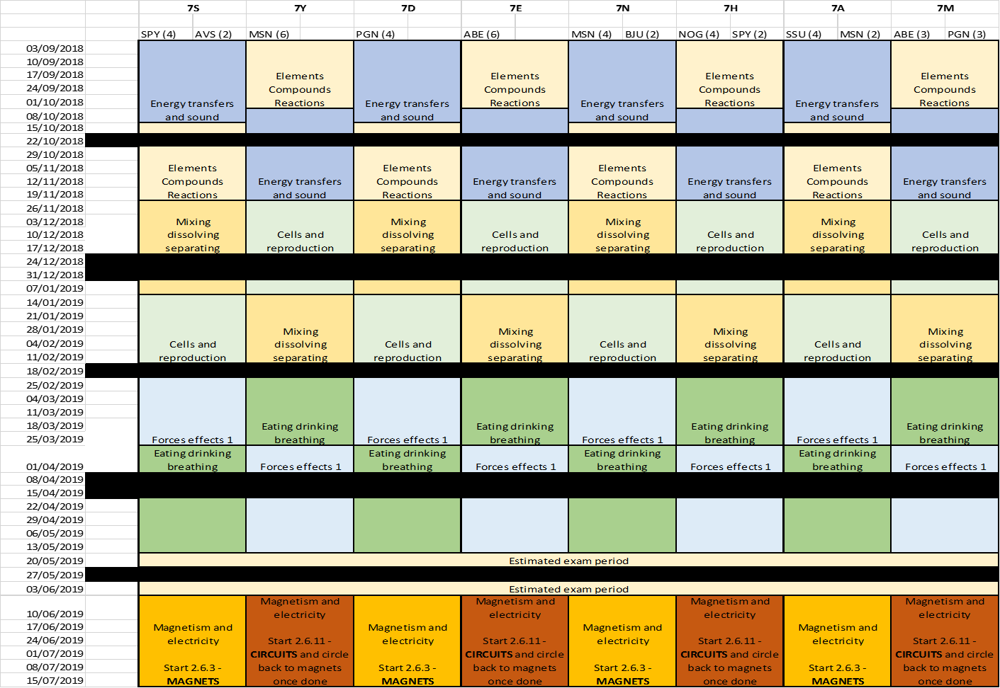 7S 7Y 7D 7E 7N 7H 7A 7M
SPY (4) AVS (2) MSN (6) PGN (4) ABE (6) MSN (4) BJU (2) NOG (4) SPY (2) SSU (4) MSN (2) ABE (3) PGN (3)
03/09/2018
10/09/2018
17/09/2018 Elements Elements Elements Elements
24/09/2018 Compounds Compounds Compounds Compounds
01/10/2018 Energy transfers Reactions Energy transfers Reactions Energy transfers Reactions Energy transfers Reactions
08/10/2018 and sound and sound and sound and sound
15/10/2018
22/10/2018
29/10/2018
05/11/2018 Elements Elements Elements Elements
12/11/2018 Compounds Energy transfers Compounds Energy transfers Compounds Energy transfers Compounds Energy transfers
19/11/2018 Reactions and sound Reactions and sound Reactions and sound Reactions and sound
26/11/2018
03/12/2018 Mixing Mixing Mixing Mixing
10/12/2018 dissolving Cells and dissolving Cells and dissolving Cells and dissolving Cells and
17/12/2018 separating reproduction separating reproduction separating reproduction separating reproduction
24/12/2018
31/12/2018
07/01/2019
14/01/2019
21/01/2019
28/01/2019 Mixing Mixing Mixing Mixing
04/02/2019 Cells and dissolving Cells and dissolving Cells and dissolving Cells and dissolving
11/02/2019 reproduction separating reproduction separating reproduction separating reproduction separating
18/02/2019
25/02/2019
04/03/2019
11/03/2019
18/03/2019 Eating drinking Eating drinking Eating drinking Eating drinking
25/03/2019 Forces effects 1 breathing Forces effects 1 breathing Forces effects 1 breathing Forces effects 1 breathing
Eating drinking Eating drinking Eating drinking Eating drinking
01/04/2019 breathing Forces effects 1 breathing Forces effects 1 breathing Forces effects 1 breathing Forces effects 1
08/04/2019
15/04/2019
22/04/2019
29/04/2019
06/05/2019
13/05/2019
20/05/2019 Estimated exam period
27/05/2019
03/06/2019 Estimated exam period
Magnetism and Magnetism and Magnetism and Magnetism and
10/06/2019 electricity electricity electricity electricity
17/06/2019 Magnetism and Magnetism and Magnetism and Magnetism and
24/06/2019 electricity Start 2.6.11 - electricity Start 2.6.11 - electricity Start 2.6.11 - electricity Start 2.6.11 -
01/07/2019 CIRCUITS and circle CIRCUITS and circle CIRCUITS and circle CIRCUITS and circle
08/07/2019 Start 2.6.3 - back to magnets Start 2.6.3 - back to magnets Start 2.6.3 - back to magnets Start 2.6.3 - back to magnets
15/07/2019 MAGNETS once done MAGNETS once done MAGNETS once done MAGNETS once done